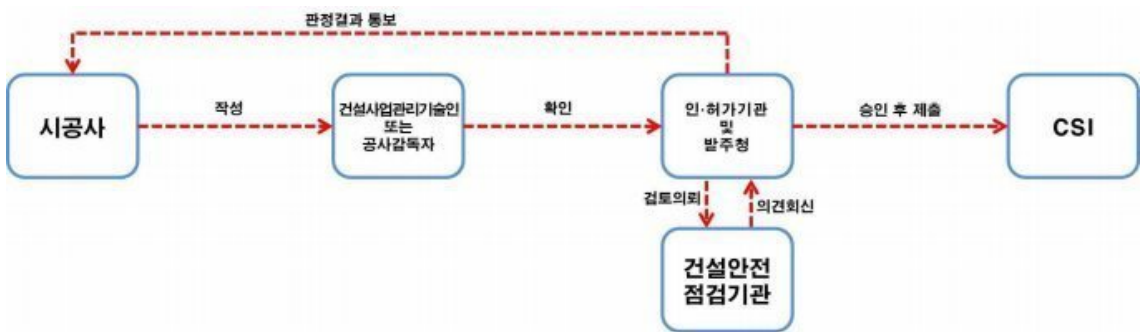 판정결과 통보
시공사
작성
건설사업관리기술인
또는
공사감독자
확인
인·허가기관
및
발주청
승인 후 제출
CSI
검토의뢰
의견회신
건설안전
점검기관